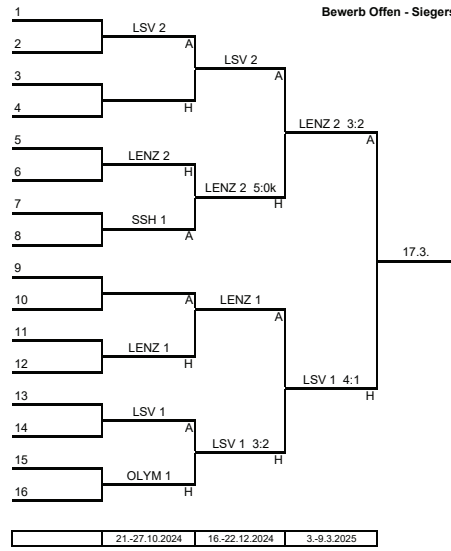 Bewerb Offen - Siegers
1
LSV 2
2
A
LSV 2
3
A
4
H
LENZ 2 3:2
5
A
LENZ 2
6
H
LENZ 2 5:0k
7
H
SSH 1
8
A
17.3.
9
10
A
LENZ 1
11
A
LENZ 1
12
H
LSV 1 4:1
13
H
LSV 1
14
A
LSV 1 3:2
15
H
OLYM 1
16
H
21.-27.10.2024 16.-22.12.2024 3.-9.3.2025